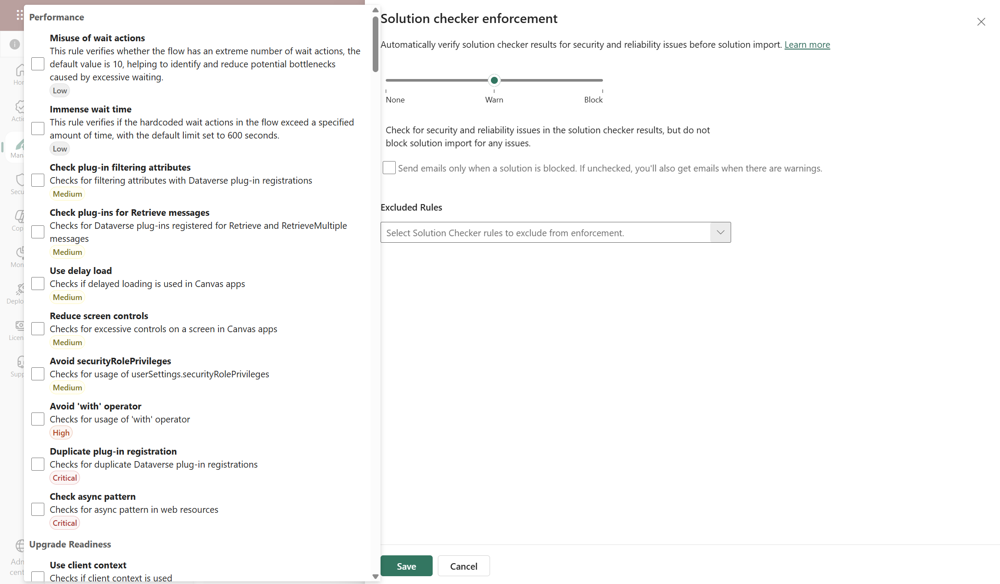 Performance
Misuse of wait actions
This rule verifies whether the flow has an extreme number of wait actions, the
default value is 10, helping to identify and reduce potential bottlenecks
caused by excessive waiting.
Low
Immense wait time
This rule verifies if the hardcoded wait actions in the flow exceed a specified
amount of time, with the default limit set to 600 seconds.
Low
Check plug-in filtering attributes
Checks for filtering attributes with Dataverse plug-in registrations
Medium
Check plug-ins for Retrieve messages
Checks for Dataverse plug-ins registered for Retrieve and RetrieveMultiple
messages
Medium
Use delay load
Checks if delayed loading is used in Canvas apps
Medium
Reduce screen controls
Checks for excessive controls on a screen in Canvas apps
Medium
Avoid securityRolePrivileges
Checks for usage of userSettings.securityRolePrivileges
Medium
Avoid 'with' operator
Checks for usage of 'with' operator
High
Duplicate plug-in registration
Checks for duplicate Dataverse plug-in registrations
Critical
Check async pattern
Checks for async pattern in web resources
Critical
Upgrade Readiness
Use client context
Checks if client context is used
Solution checker enforcement
Automatically verify solution checker results for security and reliability issues before solution import. Learn more
None Warn Block
Check for security and reliability issues in the solution checker results, but do not
block solution import for any issues.
Send emails only when a solution is blocked. If unchecked, you'll also get emails when there are warnings.
Excluded Rules
Select Solution Checker rules to exclude from enforcement.
Save Cancel